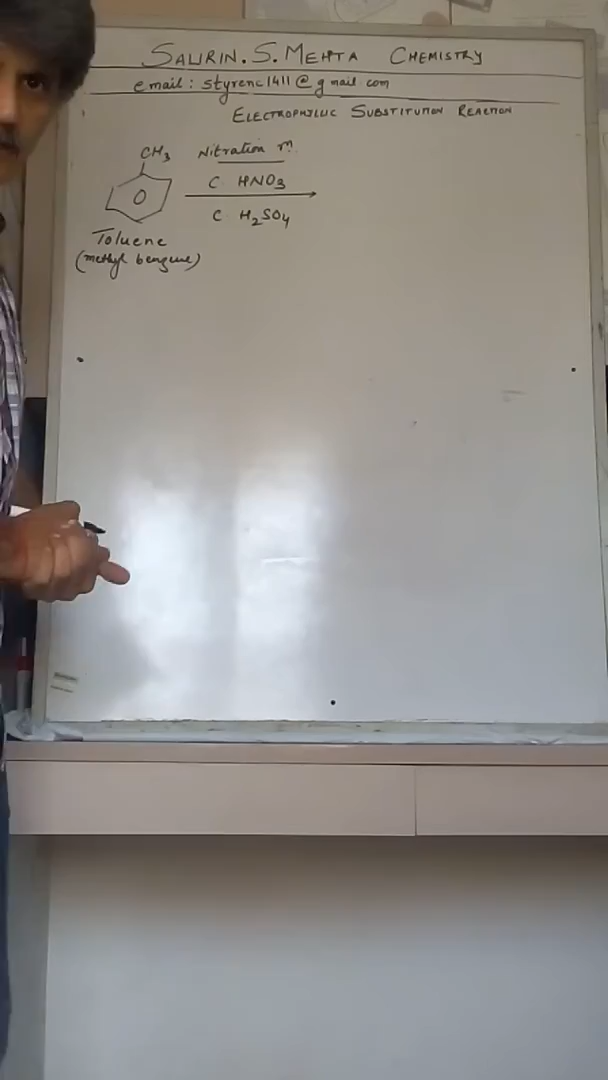 SAURIN. S. MEHTA CHEMISTRY
email: styrene1411@gmail.com
ELECTROPHILIC SUBSTITUTION REACTION
CH3 Nitration rⁿ.
C. HNO3
C. H2SO4
Toluene
(methyl benzene)